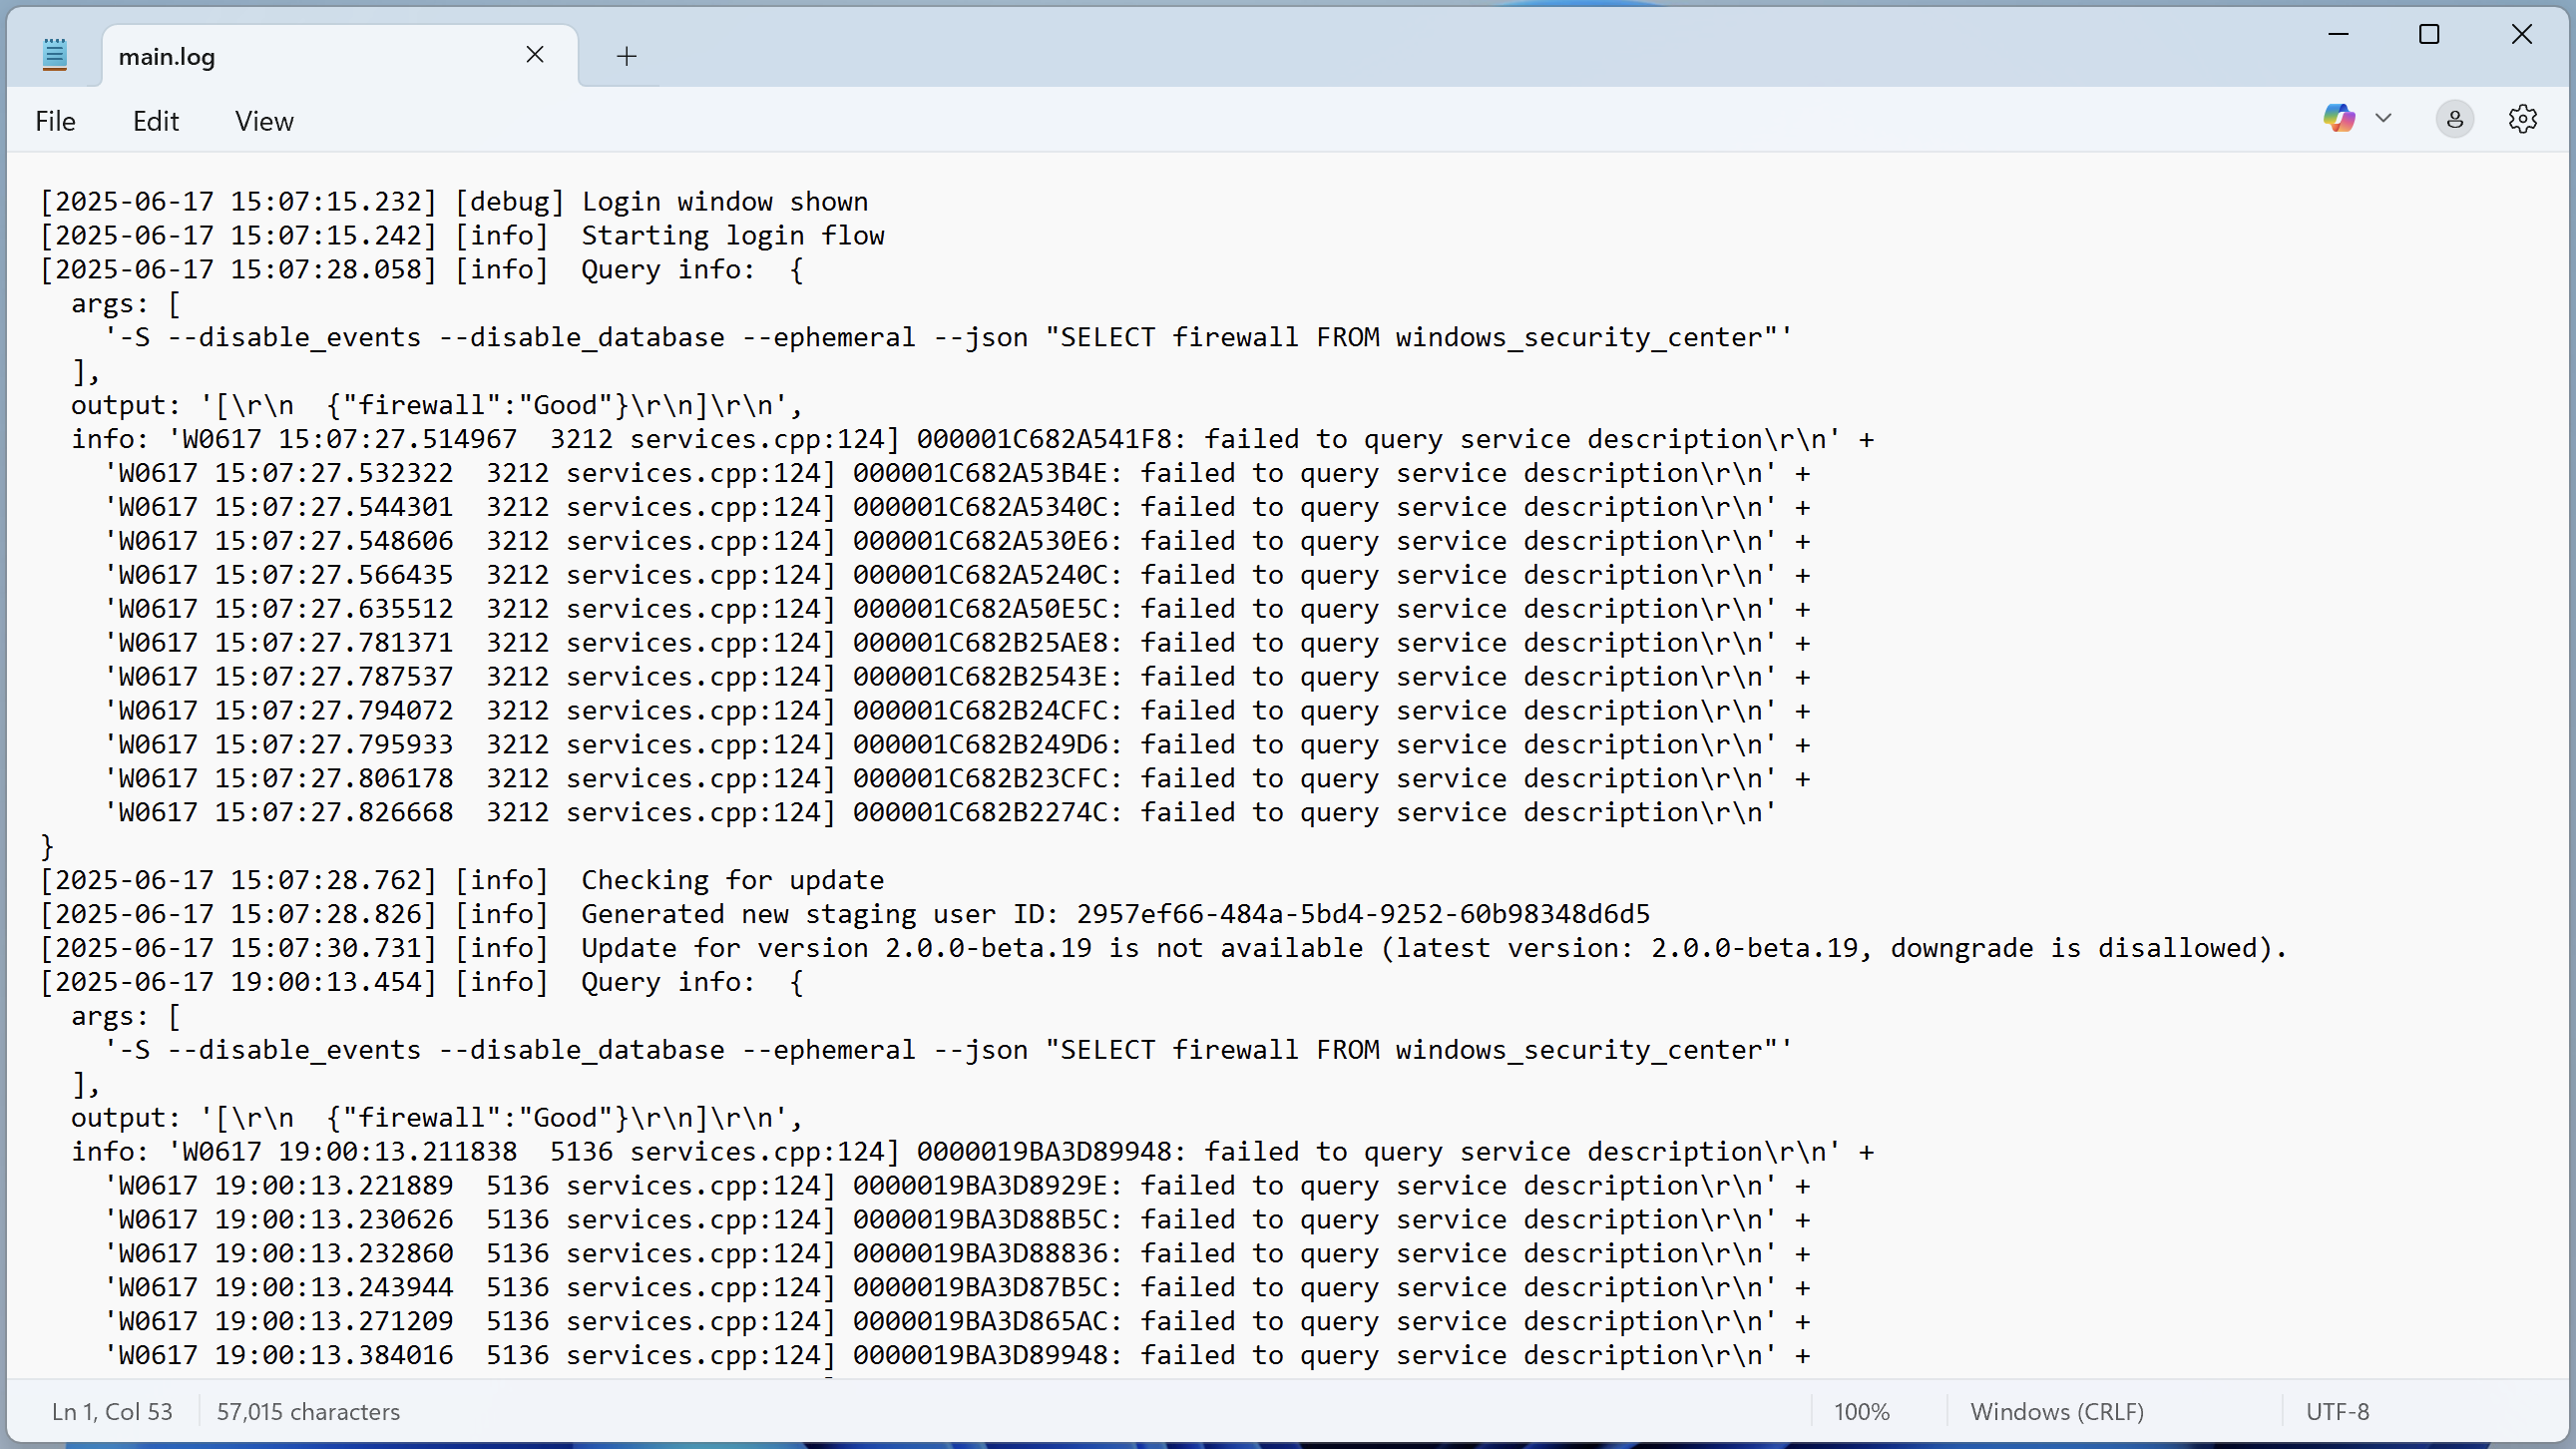 main.log
File Edit View
[2025-06-17 15:07:15.232] [debug] Login window shown
[2025-06-17 15:07:15.242] [info]  Starting login flow
[2025-06-17 15:07:28.058] [info]  Query info:  {
  args: [
    '-S --disable_events --disable_database --ephemeral --json "SELECT firewall FROM windows_security_center"'
  ],
  output: '[\r\n  {"firewall":"Good"}\r\n]\r\n',
  info: 'W0617 15:07:27.514967  3212 services.cpp:124] 000001C682A541F8: failed to query service description\r\n' +
    'W0617 15:07:27.532322  3212 services.cpp:124] 000001C682A53B4E: failed to query service description\r\n' +
    'W0617 15:07:27.544301  3212 services.cpp:124] 000001C682A5340C: failed to query service description\r\n' +
    'W0617 15:07:27.548606  3212 services.cpp:124] 000001C682A530E6: failed to query service description\r\n' +
    'W0617 15:07:27.566435  3212 services.cpp:124] 000001C682A5240C: failed to query service description\r\n' +
    'W0617 15:07:27.635512  3212 services.cpp:124] 000001C682A50E5C: failed to query service description\r\n' +
    'W0617 15:07:27.781371  3212 services.cpp:124] 000001C682B25AE8: failed to query service description\r\n' +
    'W0617 15:07:27.787537  3212 services.cpp:124] 000001C682B2543E: failed to query service description\r\n' +
    'W0617 15:07:27.794072  3212 services.cpp:124] 000001C682B24CFC: failed to query service description\r\n' +
    'W0617 15:07:27.795933  3212 services.cpp:124] 000001C682B249D6: failed to query service description\r\n' +
    'W0617 15:07:27.806178  3212 services.cpp:124] 000001C682B23CFC: failed to query service description\r\n' +
    'W0617 15:07:27.826668  3212 services.cpp:124] 000001C682B2274C: failed to query service description\r\n'
}
[2025-06-17 15:07:28.762] [info]  Checking for update
[2025-06-17 15:07:28.826] [info]  Generated new staging user ID: 2957ef66-484a-5bd4-9252-60b98348d6d5
[2025-06-17 15:07:30.731] [info]  Update for version 2.0.0-beta.19 is not available (latest version: 2.0.0-beta.19, downgrade is disallowed).
[2025-06-17 19:00:13.454] [info]  Query info:  {
  args: [
    '-S --disable_events --disable_database --ephemeral --json "SELECT firewall FROM windows_security_center"'
  ],
  output: '[\r\n  {"firewall":"Good"}\r\n]\r\n',
  info: 'W0617 19:00:13.211838  5136 services.cpp:124] 0000019BA3D89948: failed to query service description\r\n' +
    'W0617 19:00:13.221889  5136 services.cpp:124] 0000019BA3D8929E: failed to query service description\r\n' +
    'W0617 19:00:13.230626  5136 services.cpp:124] 0000019BA3D88B5C: failed to query service description\r\n' +
    'W0617 19:00:13.232860  5136 services.cpp:124] 0000019BA3D88836: failed to query service description\r\n' +
    'W0617 19:00:13.243944  5136 services.cpp:124] 0000019BA3D87B5C: failed to query service description\r\n' +
    'W0617 19:00:13.271209  5136 services.cpp:124] 0000019BA3D865AC: failed to query service description\r\n' +
    'W0617 19:00:13.384016  5136 services.cpp:124] 0000019BA3D89948: failed to query service description\r\n' +
Ln 1, Col 53 57,015 characters 100% Windows (CRLF) UTF-8